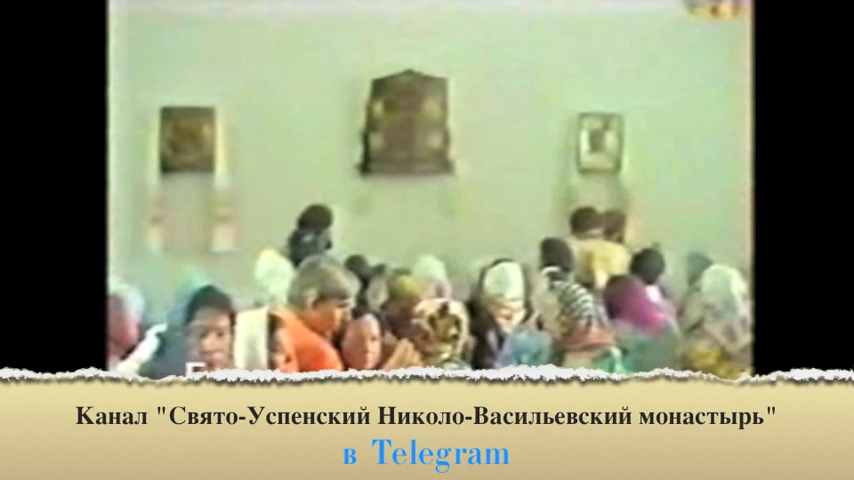 Канал "Свято-Успенский Николо-Васильевский монастырь"
в Telegram